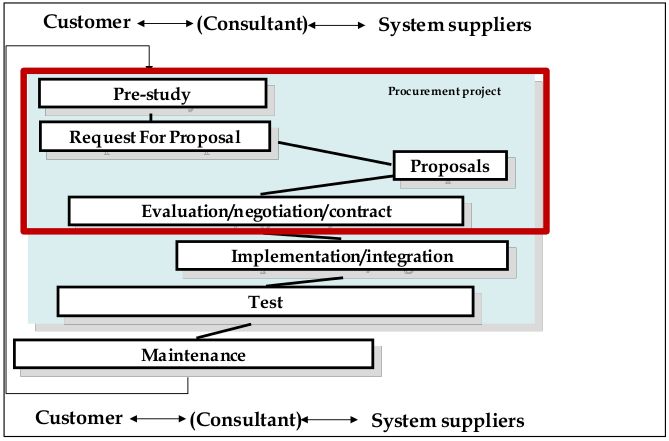 Customer (Consultant) System suppliers
Pre-study
Procurement project
Request For Proposal
Proposals
Evaluation/negotiation/contract
Implementation/integration
Test
Maintenance
Customer (Consultant) System suppliers